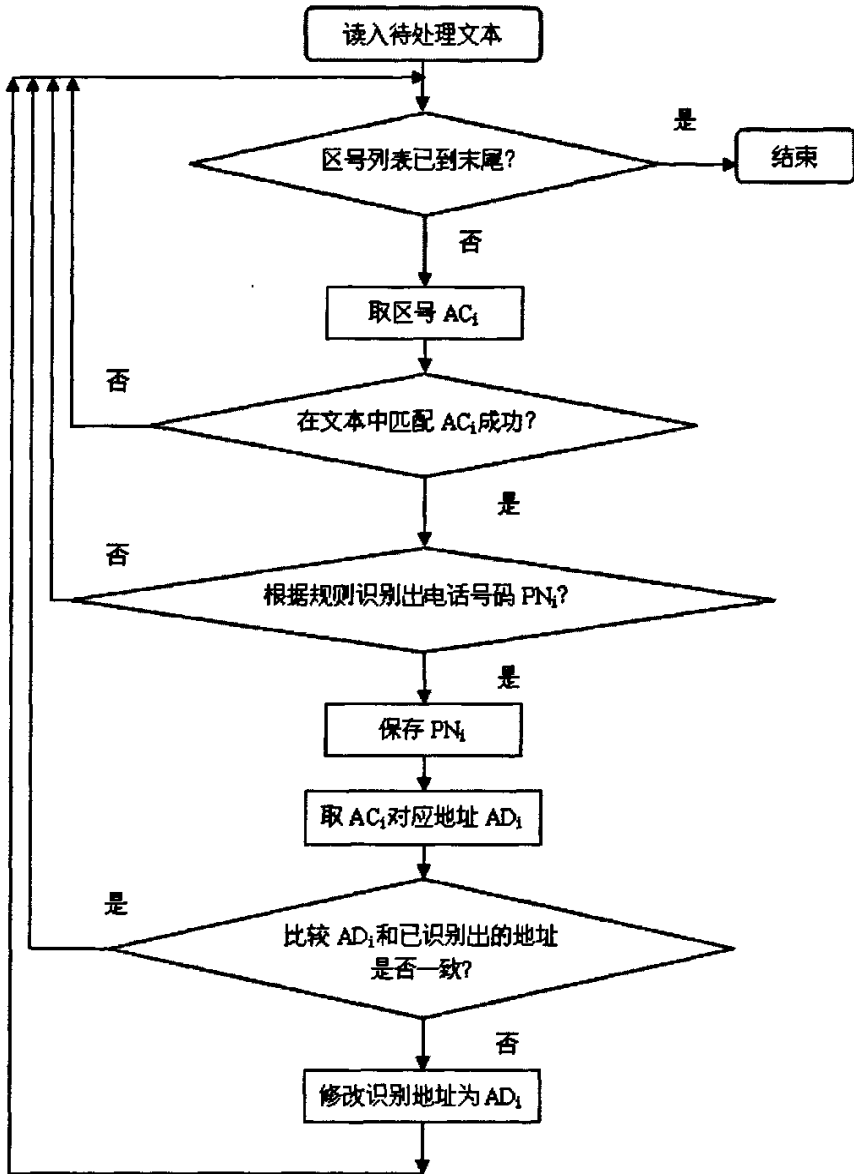 读入待处理文本
是
区号列表已到末尾?
结束
否
取区号 ACi
否
在文本中匹配 ACi成功?
是
否
根据规则识别出电话号码 PNi?
是
保存 PNi
取 ACi对应地址 ADi
是
比较 ADi和已识别出的地址
是否一致?
否
修改识别地址为 ADi